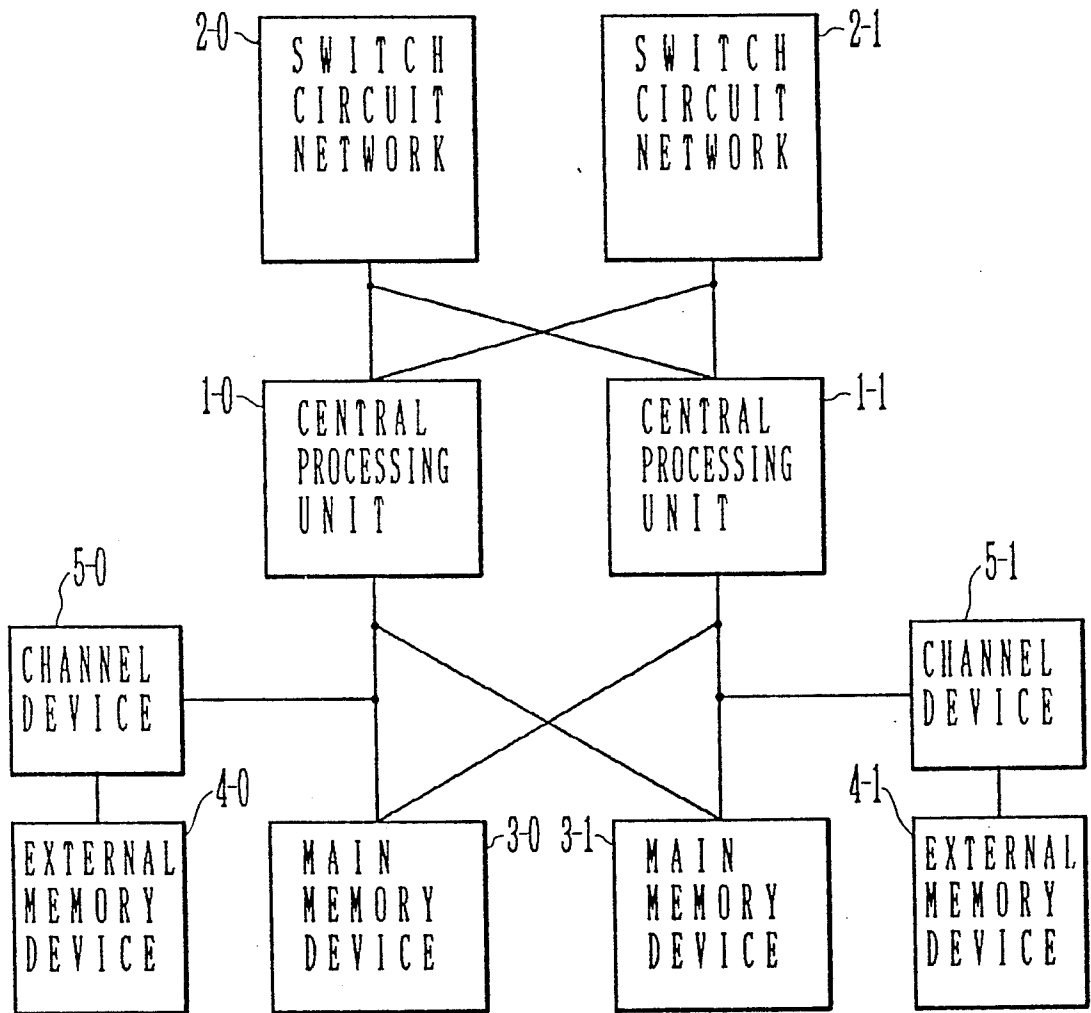 2-0
SWITCH
CIRCUIT
NETWORK
2-1
SWITCH
CIRCUIT
NETWORK
1-0
CENTRAL
PROCESSING
UNIT
1-1
CENTRAL
PROCESSING
UNIT
5-0
CHANNEL
DEVICE
5-1
CHANNEL
DEVICE
4-0
EXTERNAL
MEMORY
DEVICE
3-0
MAIN
MEMORY
DEVICE
3-1
MAIN
MEMORY
DEVICE
4-1
EXTERNAL
MEMORY
DEVICE